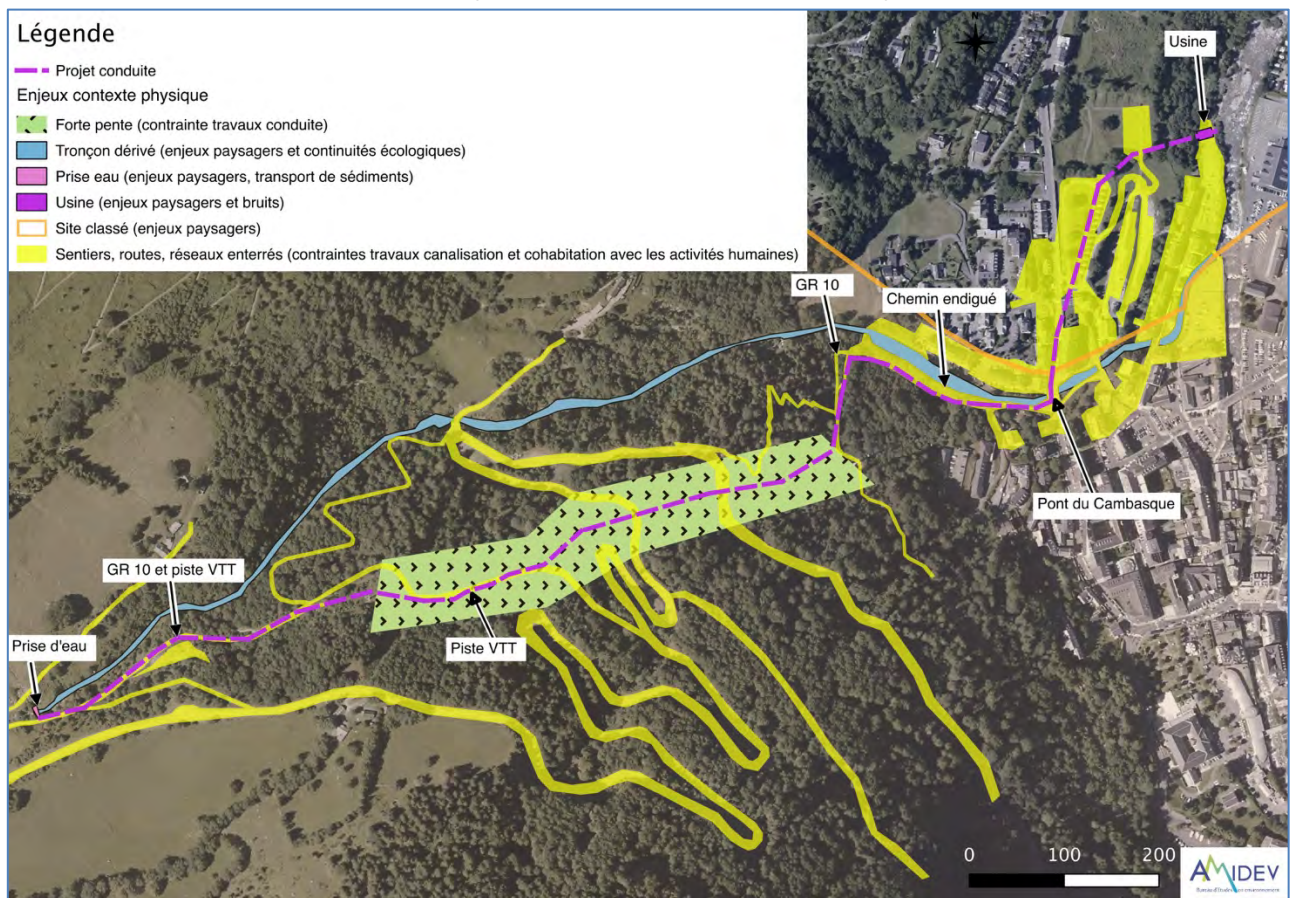 Légende
Projet conduite
Enjeux contexte physique
Forte pente (contrainte travaux conduite)
Tronçon dérivé (enjeux paysagers et continuités écologiques)
Prise eau (enjeux paysagers, transport de sédiments)
Usine (enjeux paysagers et bruits)
Site classé (enjeux paysagers)
Sentiers, routes, réseaux enterrés (contraintes travaux canalisation et cohabitation avec les activités humaines)
N
Usine
GR 10
Chemin endigué
Pont du Cambasque
GR 10 et piste VTT
Prise d'eau
Piste VTT
0 100 200
AMIDEV